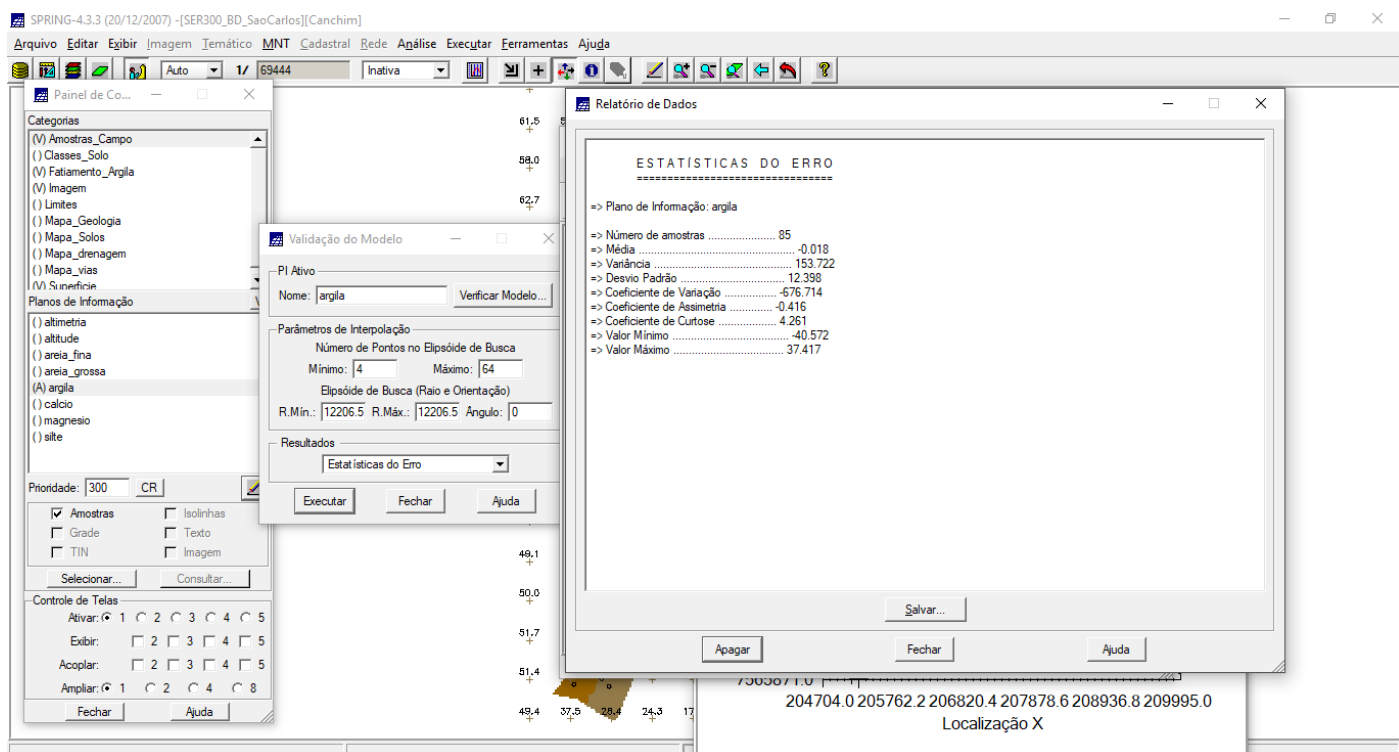 SPRING-4.3.3 (20/12/2007) -[SER300_BD_SaoCarlos][Canchim]
Arquivo Editar Exibir Imagem Temático MNT Cadastral Rede Análise Executar Ferramentas Ajuda
Auto 1/ 69444 Inativa
Painel de Co...
Categorias
(V) Amostras_Campo
( ) Classes_Solo
(V) Fatiamento_Argila
(V) Imagem
( ) Limites
( ) Mapa_Geologia
( ) Mapa_Solos
( ) Mapa_drenagem
( ) Mapa_vias
(V) Superficie
Planos de Informação
( ) altimetria
( ) altitude
( ) areia_fina
( ) areia_grossa
(A) argila
( ) calcio
( ) magnesio
( ) silte
Prioridade: 300 CR
Amostras Isolinhas
Grade Texto
TIN Imagem
Selecionar... Consultar...
Controle de Telas
Ativar: 1 2 3 4 5
Exibir: 2 3 4 5
Acoplar: 2 3 4 5
Ampliar: 1 2 4 8
Fechar Ajuda
Validação do Modelo
PI Ativo
Nome: argila Verificar Modelo...
Parâmetros de Interpolação
Número de Pontos no Elipsóide de Busca
Mínimo: 4 Máximo: 64
Elipsóide de Busca (Raio e Orientação)
R.Mín.: 12206.5 R.Máx.: 12206.5 Ângulo: 0
Resultados
Estatísticas do Erro
Executar Fechar Ajuda
61.5
58.0
62.7
49.1
50.0
51.7
51.4
49.4 37.5 28.4 24.3 17
Relatório de Dados
ESTATÍSTICAS DO ERRO
================================
=> Plano de Informação: argila
=> Número de amostras ...................... 85
=> Média ................................................... -0.018
=> Variância ............................................. 153.722
=> Desvio Padrão ................................... 12.398
=> Coeficiente de Variação ................. -676.714
=> Coeficiente de Assimetria ............ -0.416
=> Coeficiente de Curtose ................... 4.261
=> Valor Mínimo ...................................... -40.572
=> Valor Máximo .................................... 37.417
Salvar...
Apagar Fechar Ajuda
7565871.0
204704.0 205762.2 206820.4 207878.6 208936.8 209995.0
Localização X